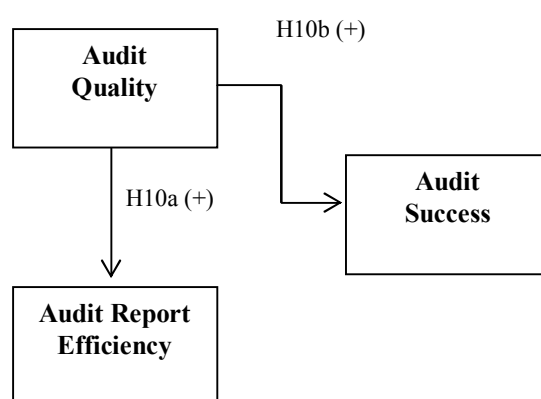 H10b (+)
Audit
Quality
H10a (+)
Audit
Success
Audit Report
Efficiency